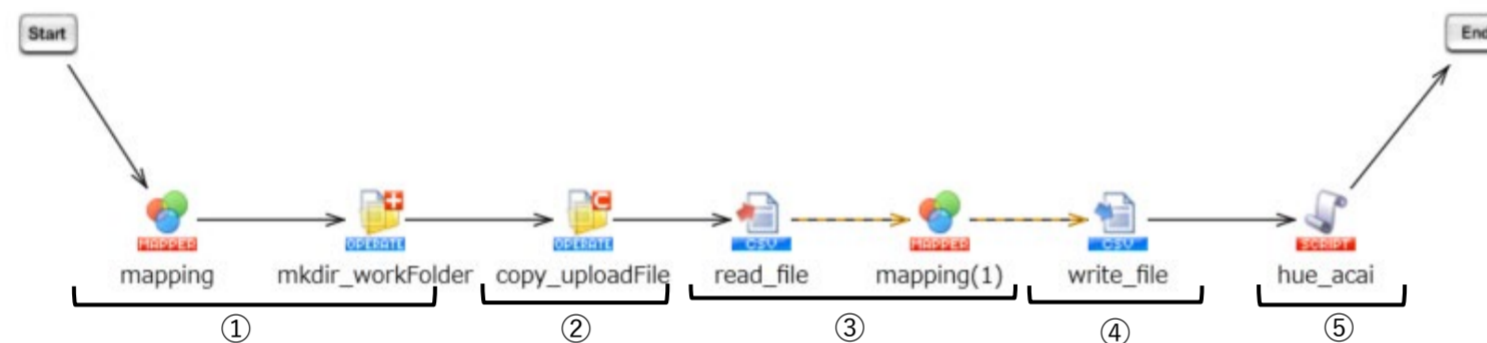 Start
End
MAPPER
OPERATE
OPERATE
CSV
MAPPER
CSV
SCRIPT
mapping
mkdir_workFolder
copy_uploadFile
read_file
mapping(1)
write_file
hue_acai
①
②
③
④
⑤